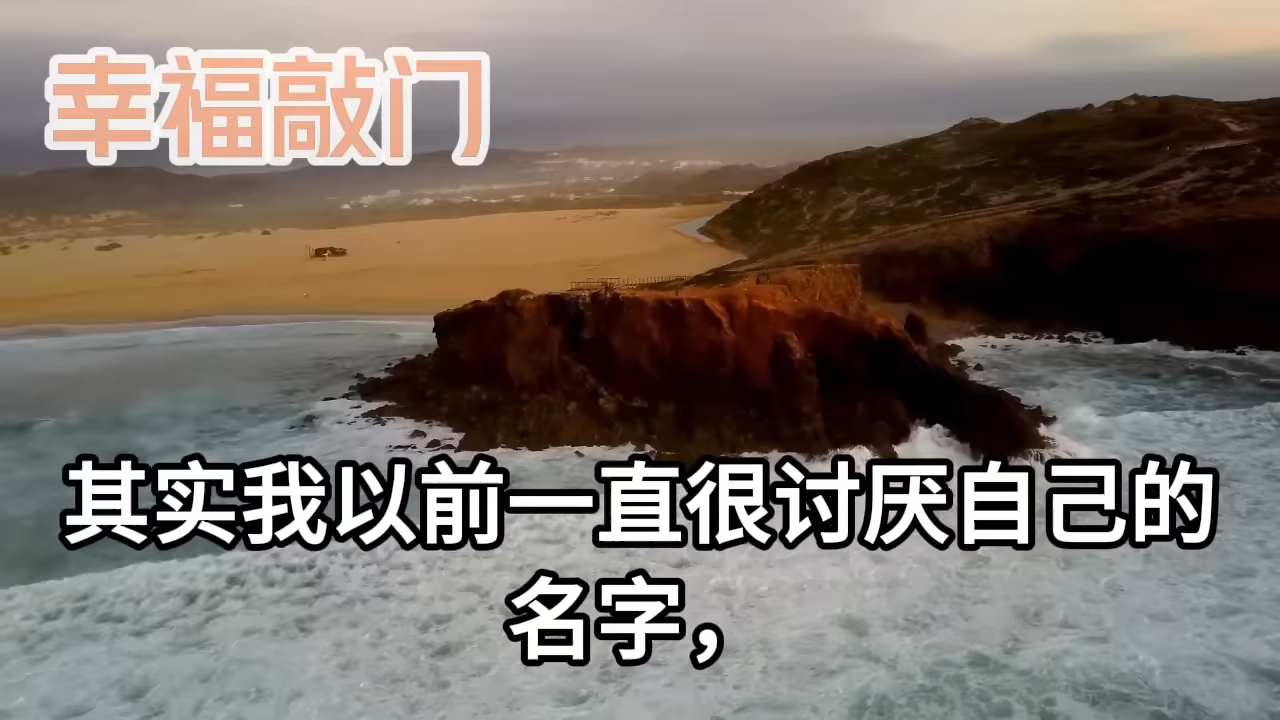 幸福敲门
其实我以前一直很讨厌自己的
名字，